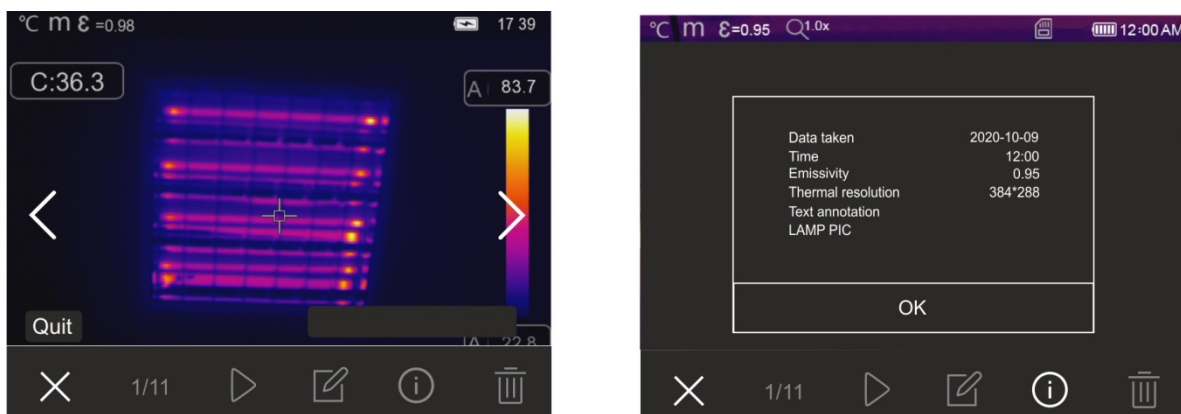 °C m ε =0.98 17 39
C:36.3
A 83.7
Quit
A 22.8
1/11
°C m ε=0.95 1.0x 12:00 AM
Data taken 2020-10-09
Time 12:00
Emissivity 0.95
Thermal resolution 384*288
Text annotation
LAMP PIC
OK
1/11